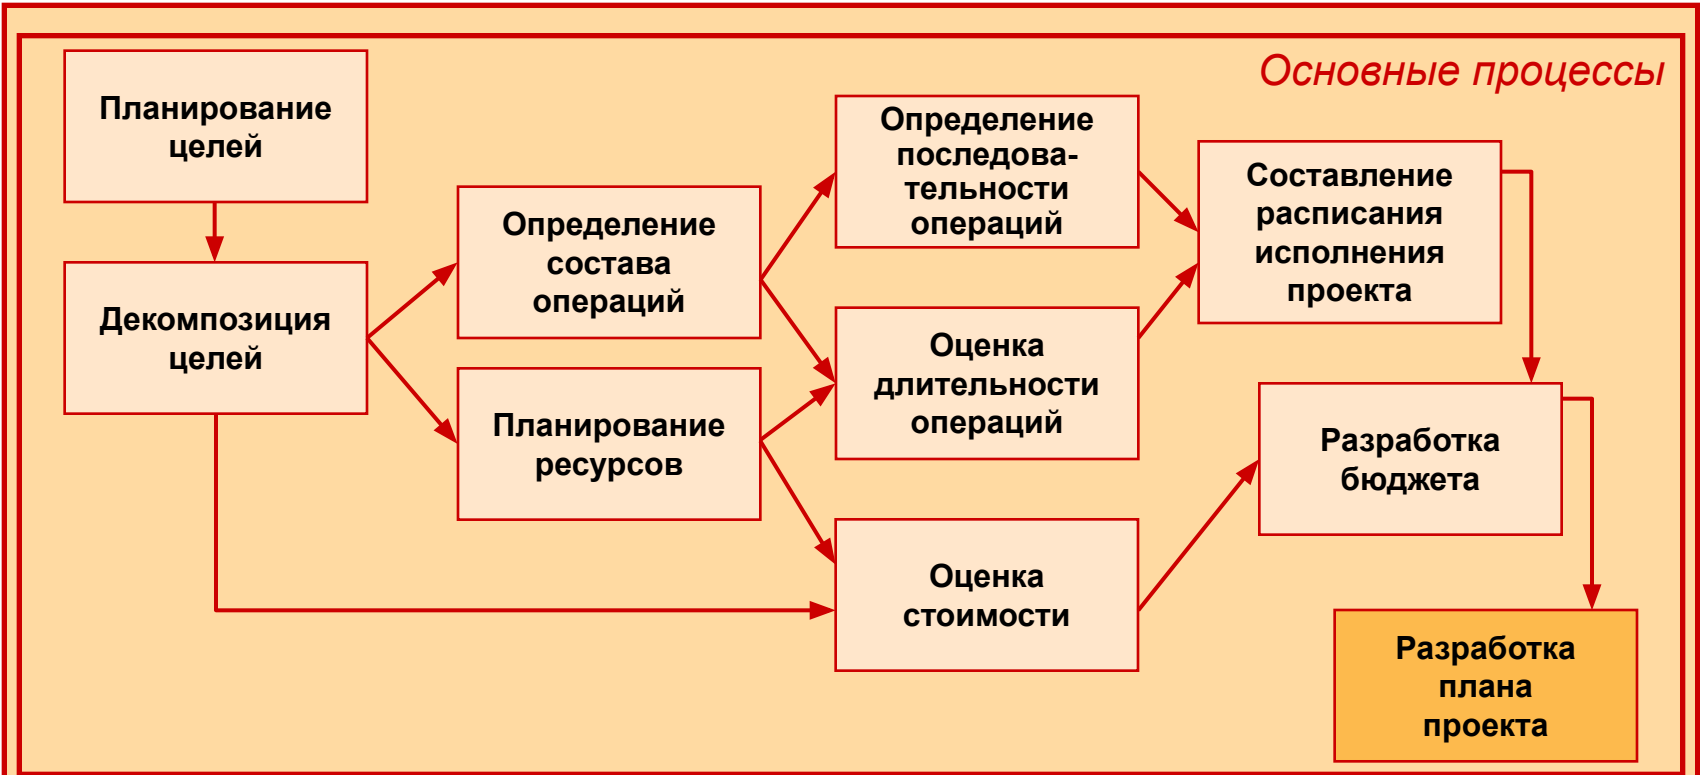 Основные процессы
Планирование
целей
Декомпозиция
целей
Определение
состава
операций
Планирование
ресурсов
Определение
последова-
тельности
операций
Оценка
длительности
операций
Оценка
стоимости
Составление
расписания
исполнения
проекта
Разработка
бюджета
Разработка
плана
проекта